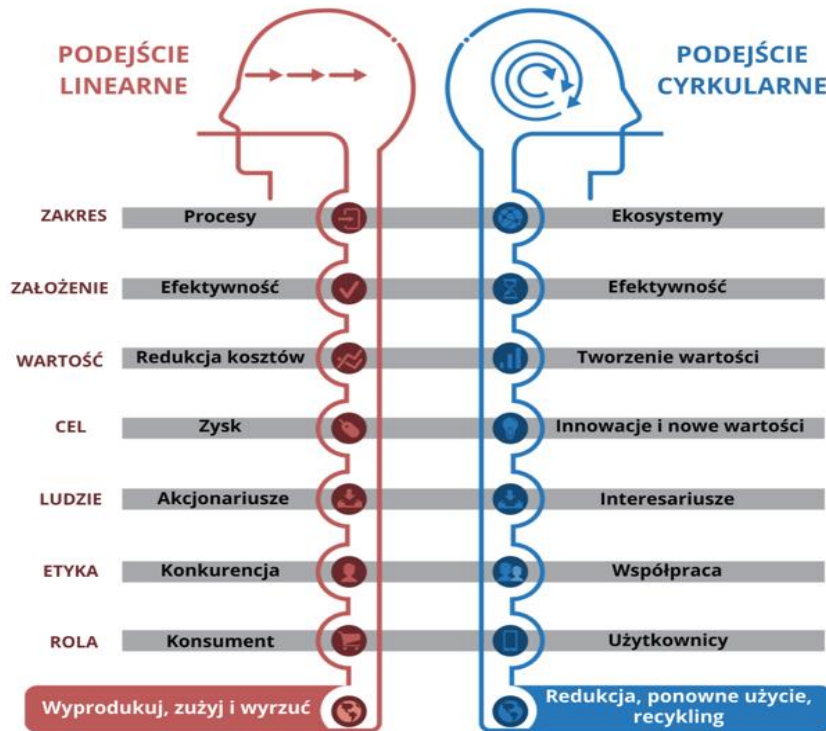 PODEJŚCIE
LINEARNE
PODEJŚCIE
CYRKULARNE
ZAKRES Procesy Ekosystemy
ZAŁOŻENIE Efektywność Efektywność
WARTOŚĆ Redukcja kosztów Tworzenie wartości
CEL Zysk Innowacje i nowe wartości
LUDZIE Akcjonariusze Interesariusze
ETYKA Konkurencja Współpraca
ROLA Konsument Użytkownicy
Wyprodukuj, zużyj i wyrzuć
Redukcja, ponowne użycie,
recykling